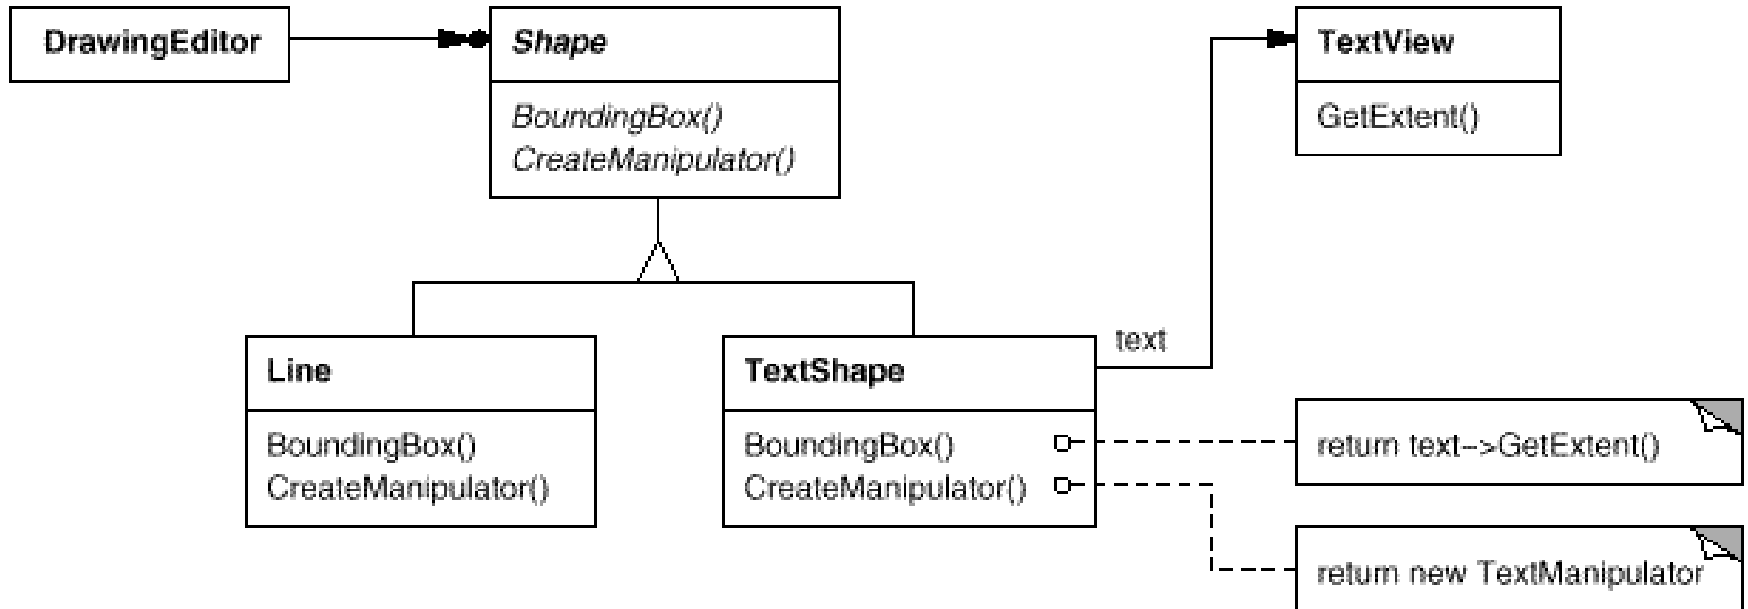 DrawingEditor
Shape
BoundingBox()
CreateManipulator()
TextView
GetExtent()
Line
BoundingBox()
CreateManipulator()
TextShape
BoundingBox()
CreateManipulator()
text
return text->GetExtent()
return new TextManipulator